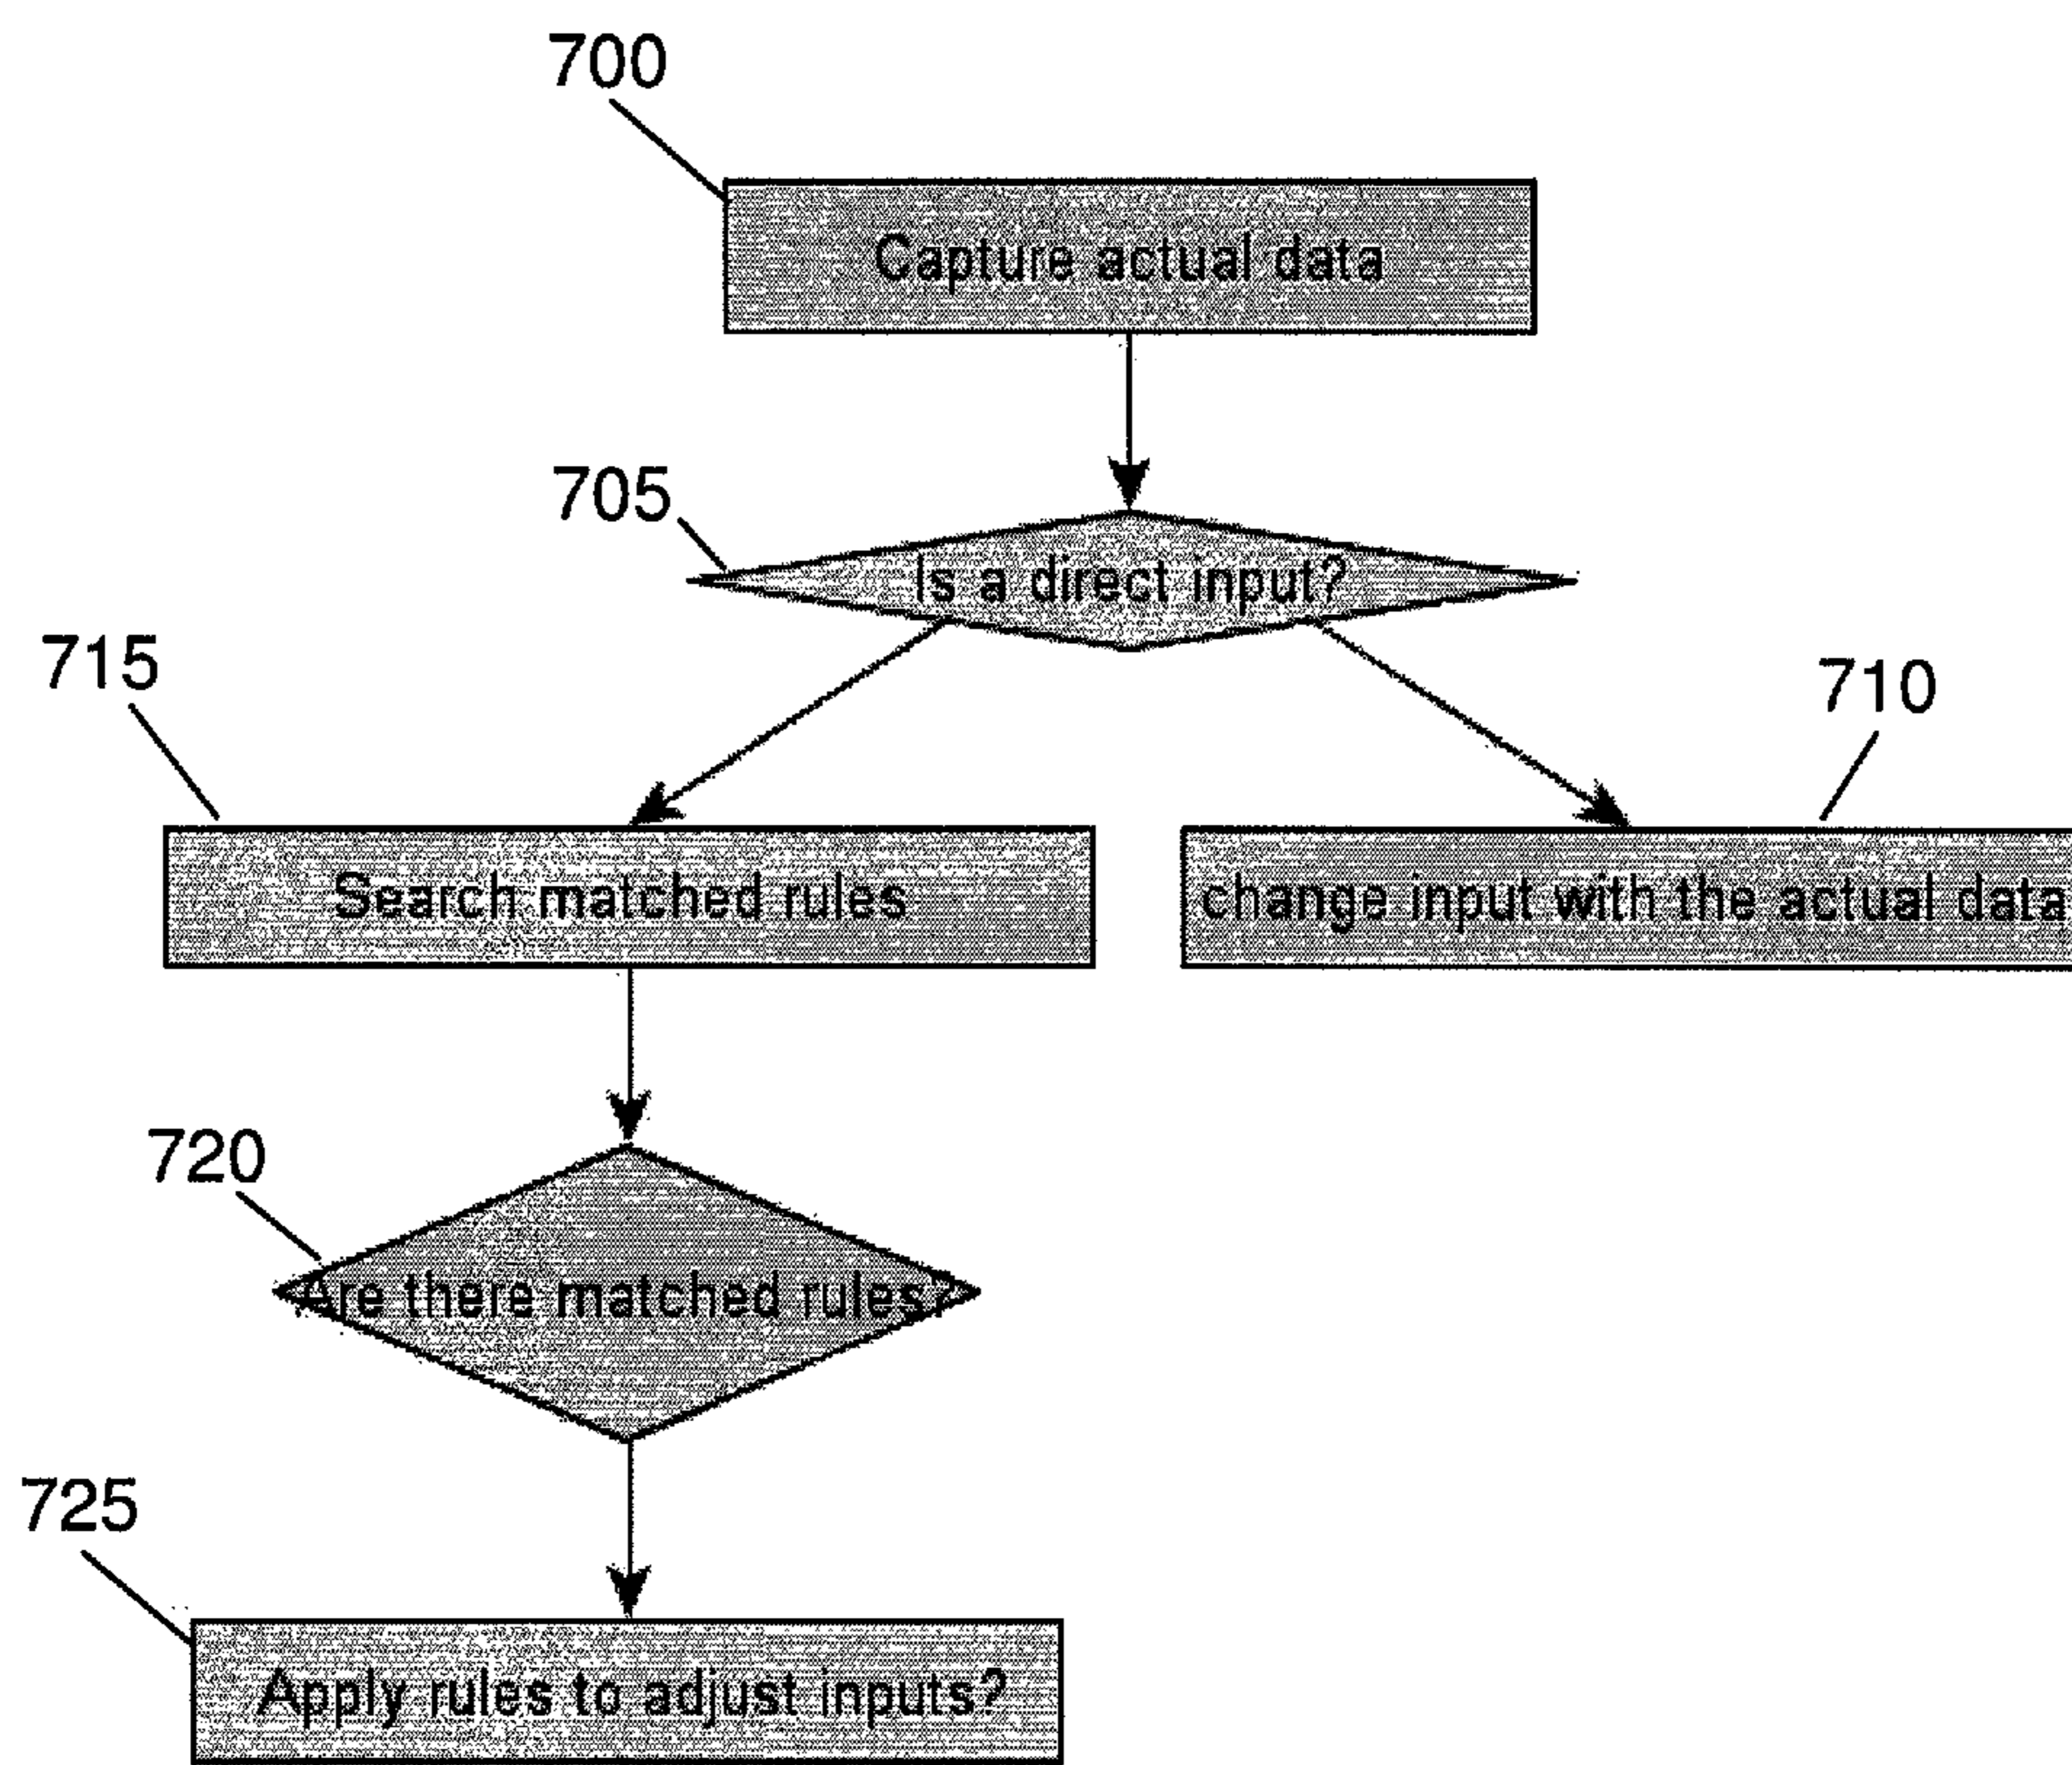 700
Capture actual data
705
Is a direct input?
715
710
Search matched rules
change input with the actual data
720
Are there matched rules?
725
Apply rules to adjust inputs?